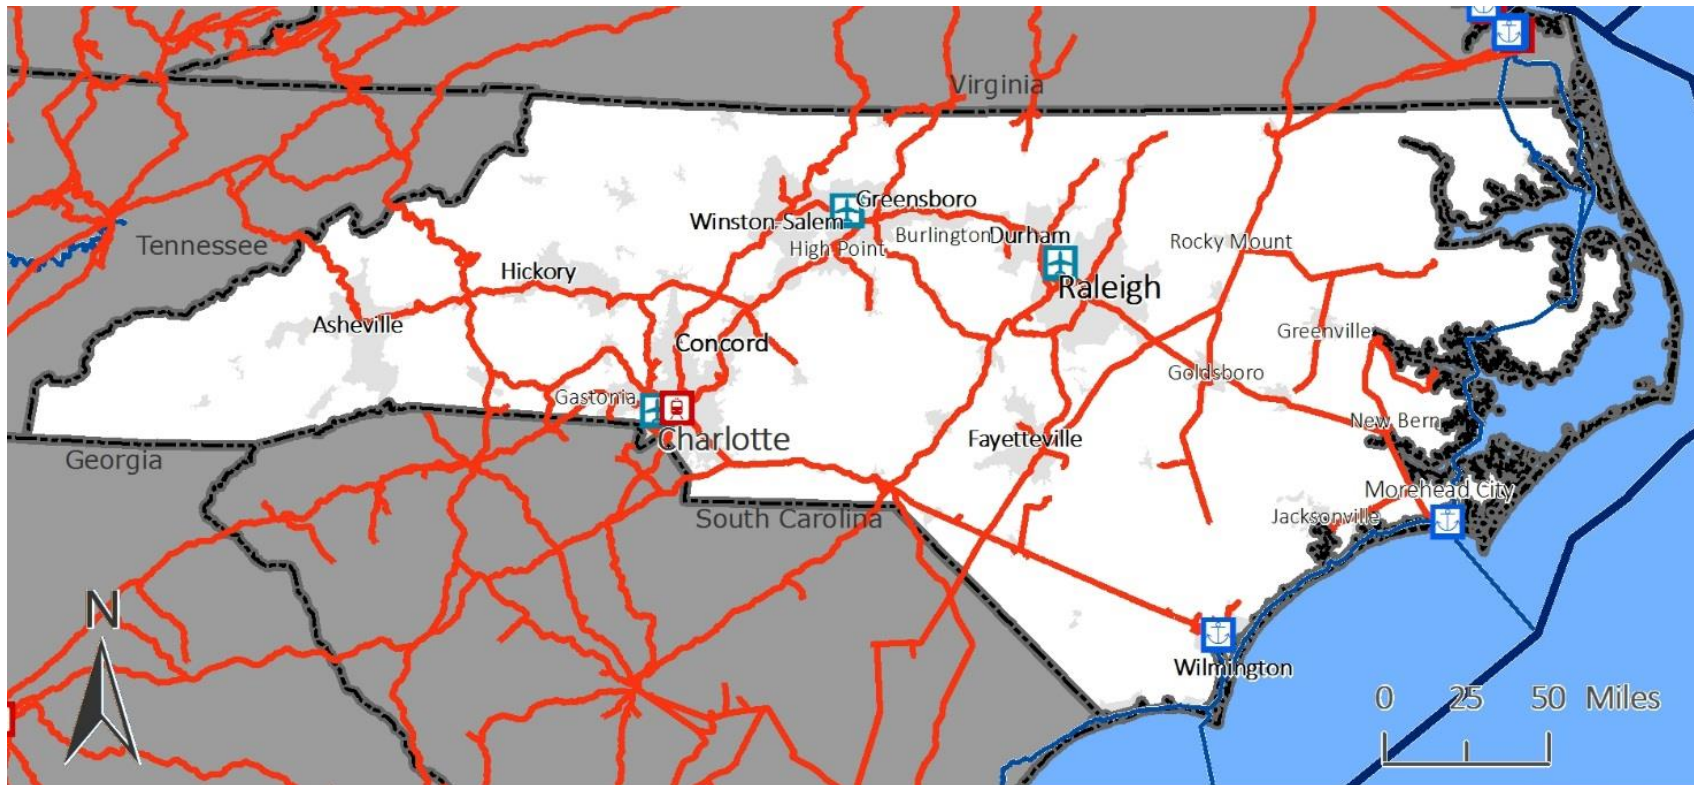 Virginia
Greensboro
Winston-Salem
Burlington
Durham
High Point
Rocky Mount
Tennessee
Hickory
Raleigh
Asheville
Greenville
Concord
Goldsboro
Gastonia
New Bern
Charlotte
Fayetteville
Georgia
Morehead City
South Carolina
Jacksonville
N
Wilmington
0 25 50 Miles